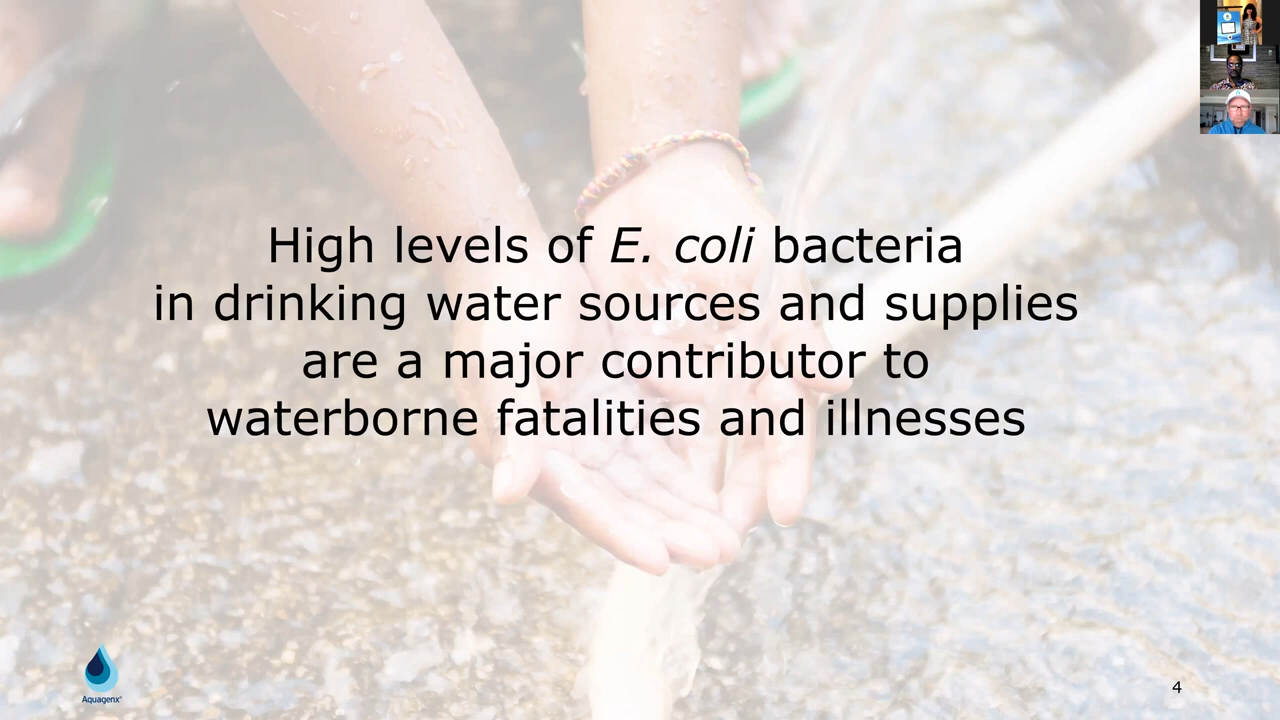 High levels of E. coli bacteria
in drinking water sources and supplies
are a major contributor to
waterborne fatalities and illnesses
Aquagenx®
4